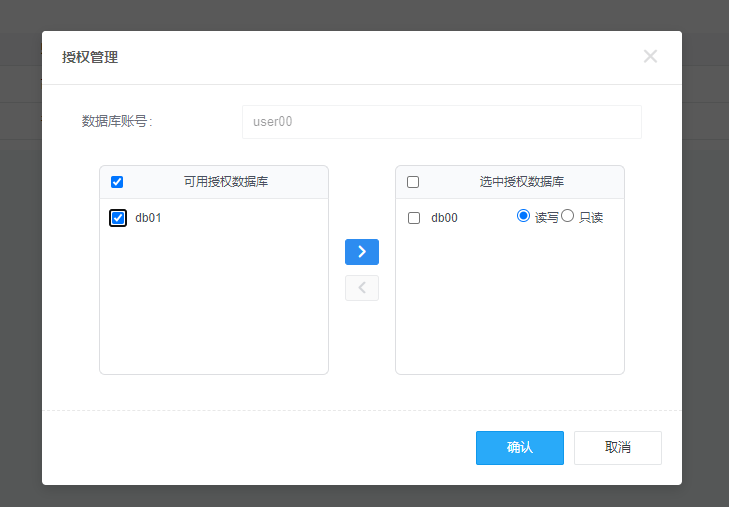 授权管理
数据库账号:
user00
可用授权数据库
选中授权数据库
db01
db00 读写 只读
确认 取消